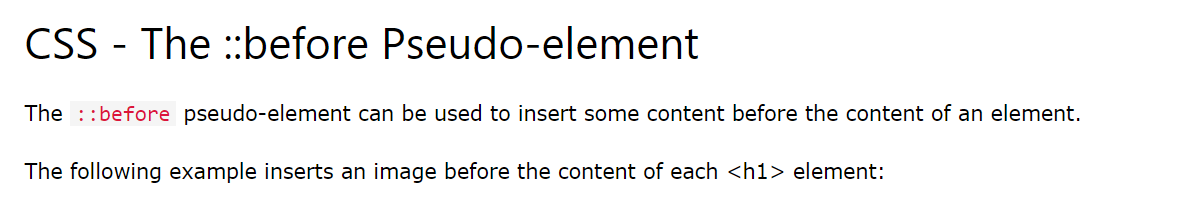 CSS - The ::before Pseudo-element
The ::before pseudo-element can be used to insert some content before the content of an element.
The following example inserts an image before the content of each <h1> element: